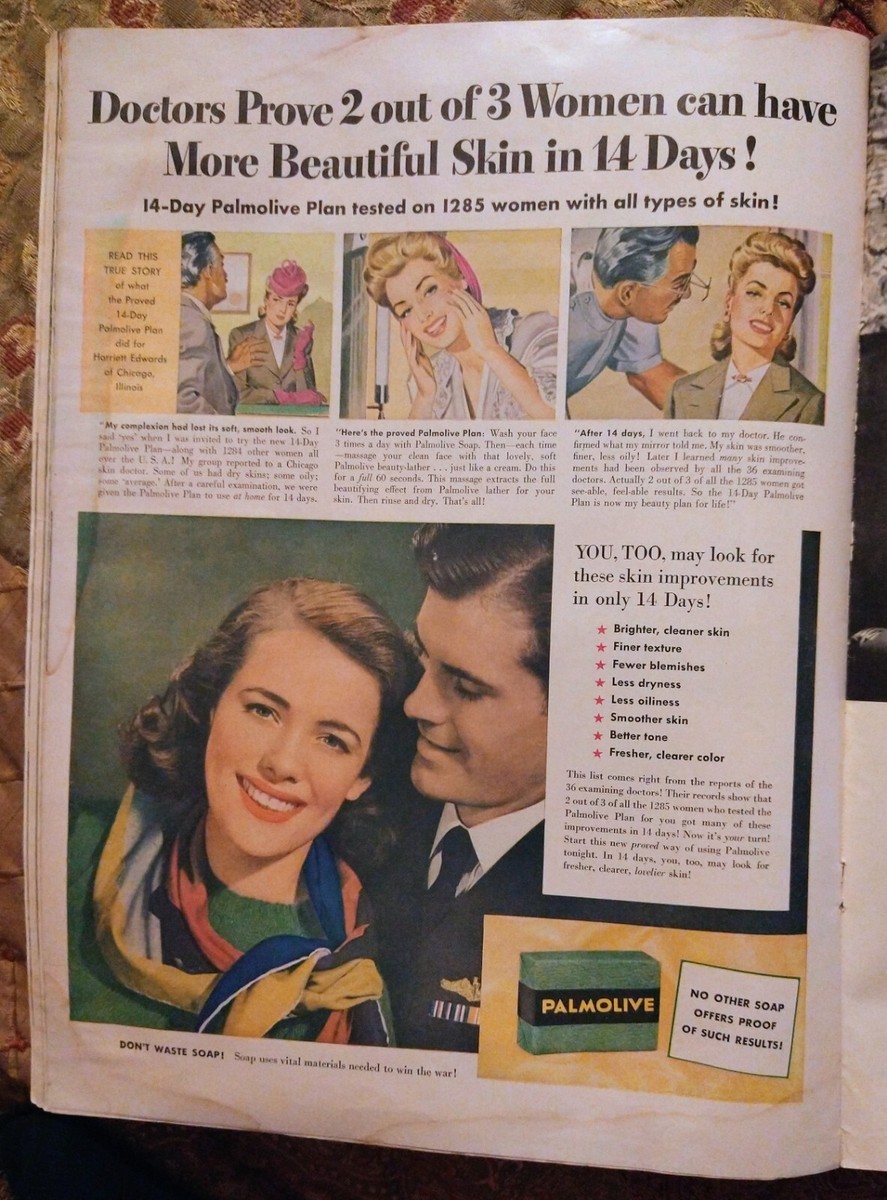 Doctors Prove 2 out of 3 Women can have
More Beautiful Skin in 14 Days!
14-Day Palmolive Plan tested on 1285 women with all types of skin!
READ THIS
TRUE STORY
of what
the Proved
14-Day
Palmolive Plan
did for
Harriett Edwards
of Chicago,
Illinois
"My complexion had lost its soft, smooth look. So I
said 'yes' when I was invited to try the new 14-Day
Palmolive Plan—along with 1284 other women all
over the U. S. A.! My group reported to a Chicago
skin doctor. Some of us had dry skins; some oily;
some 'average.' After a careful examination, we were
given the Palmolive Plan to use at home for 14 days.
"Here's the proved Palmolive Plan: Wash your face
3 times a day with Palmolive Soap. Then—each time
—massage your clean face with that lovely, soft
Palmolive beauty-lather . . . just like a cream. Do this
for a full 60 seconds. This massage extracts the full
beautifying effect from Palmolive lather for your
skin. Then rinse and dry. That's all!
"After 14 days, I went back to my doctor. He con-
firmed what my mirror told me. My skin was smoother,
finer, less oily! Later I learned many skin improve-
ments had been observed by all the 36 examining
doctors. Actually 2 out of 3 of all the 1285 women got
see-able, feel-able results. So the 14-Day Palmolive
Plan is now my beauty plan for life!"
YOU, TOO, may look for
these skin improvements
in only 14 Days!
★ Brighter, cleaner skin
★ Finer texture
★ Fewer blemishes
★ Less dryness
★ Less oiliness
★ Smoother skin
★ Better tone
★ Fresher, clearer color
This list comes right from the reports of the
36 examining doctors! Their records show that
2 out of 3 of all the 1285 women who tested the
Palmolive Plan for you got many of these
improvements in 14 days! Now it's your turn!
Start this new proved way of using Palmolive
tonight. In 14 days, you, too, may look for
fresher, clearer, lovelier skin!
PALMOLIVE
NO OTHER SOAP
OFFERS PROOF
OF SUCH RESULTS!
DON'T WASTE SOAP! Soap uses vital materials needed to win the war!